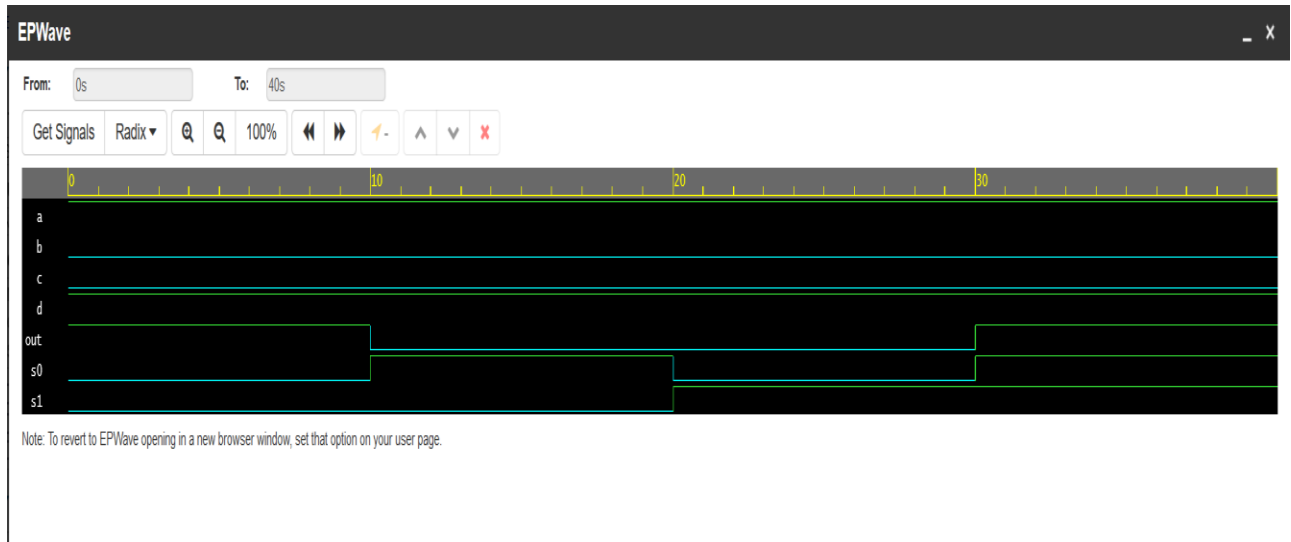 EPWave _ x
From: 0s To: 40s
Get Signals Radix▾ 100% -
0 10 20 30
a
b
c
d
out
s0
s1
Note: To revert to EPWave opening in a new browser window, set that option on your user page.